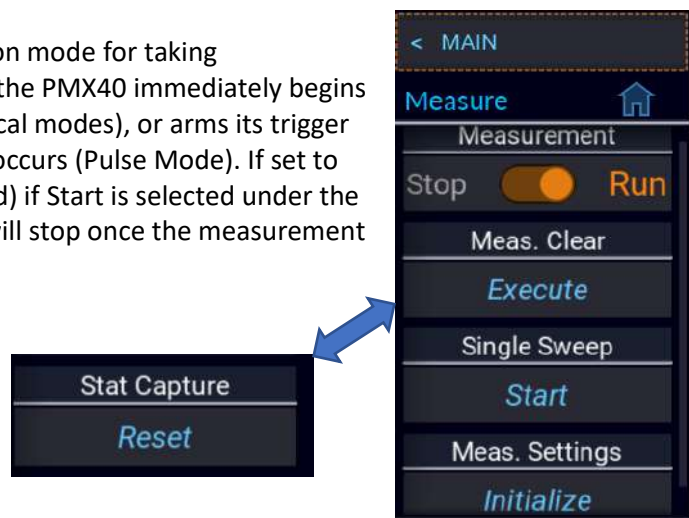 on mode for taking
the PMX40 immediately begins
cal modes), or arms its trigger
occurs (Pulse Mode). If set to
d) if Start is selected under the
will stop once the measurement
Stat Capture
Reset
< MAIN
Measure
Measurement
Stop Run
Meas. Clear
Execute
Single Sweep
Start
Meas. Settings
Initialize